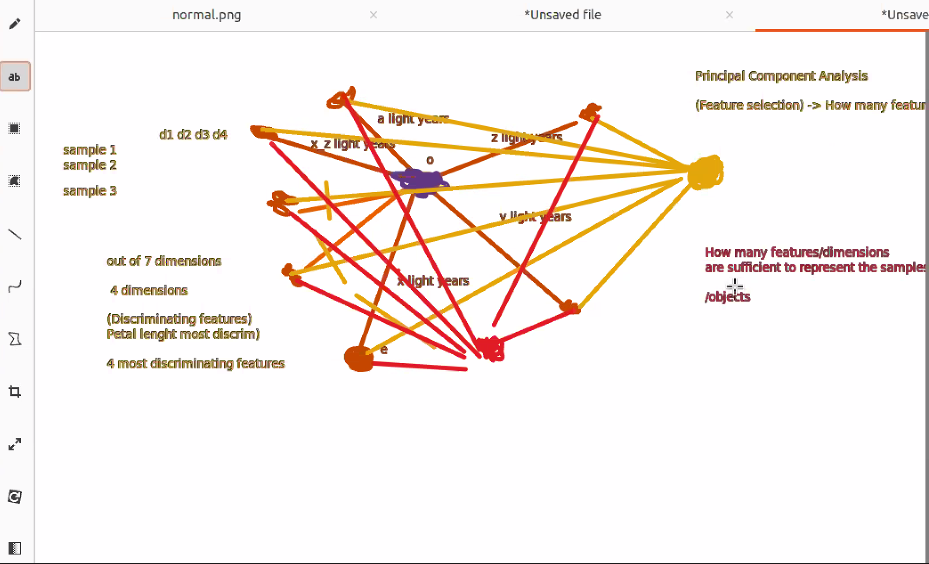 normal.png
*Unsaved file
*Unsave
ab
Principal Component Analysis
(Feature selection) -> How many featur
a light years
d1 d2 d3 d4
x_z light years
z light years
sample 1
sample 2
o
sample 3
light years
How many features/dimensions
are sufficient to represent the samples
out of 7 dimensions
x light years
4 dimensions
/objects
(Discriminating features)
Petal lenght most discrim)
e
4 most discriminating features